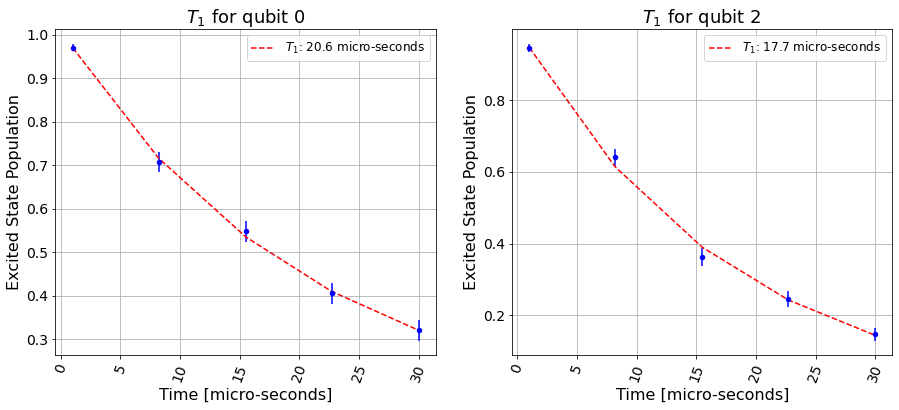 T₁ for qubit 0
T₁: 20.6 micro-seconds
Excited State Population
1.0
0.9
0.8
0.7
0.6
0.5
0.4
0.3
0 5 10 15 20 25 30
Time [micro-seconds]
T₁ for qubit 2
T₁: 17.7 micro-seconds
Excited State Population
0.8
0.6
0.4
0.2
0 5 10 15 20 25 30
Time [micro-seconds]